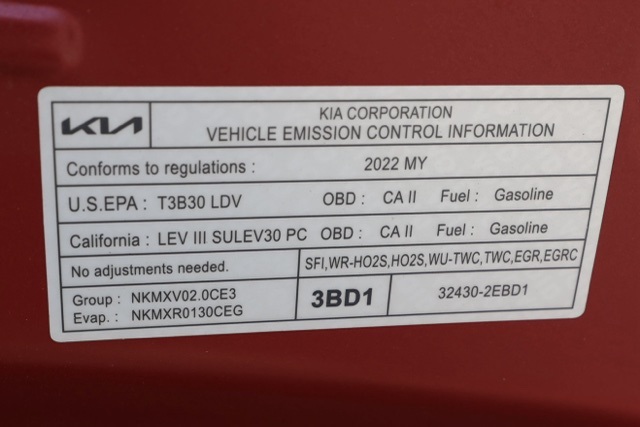 KIA
KIA CORPORATION
VEHICLE EMISSION CONTROL INFORMATION
Conforms to regulations : 2022 MY
U.S.EPA : T3B30 LDV OBD : CA II Fuel : Gasoline
California : LEV III SULEV30 PC OBD : CA II Fuel : Gasoline
No adjustments needed. SFI,WR-HO2S,HO2S,WU-TWC,TWC,EGR,EGRC
Group : NKMXV02.0CE3
Evap. : NKMXR0130CEG
3BD1
32430-2EBD1